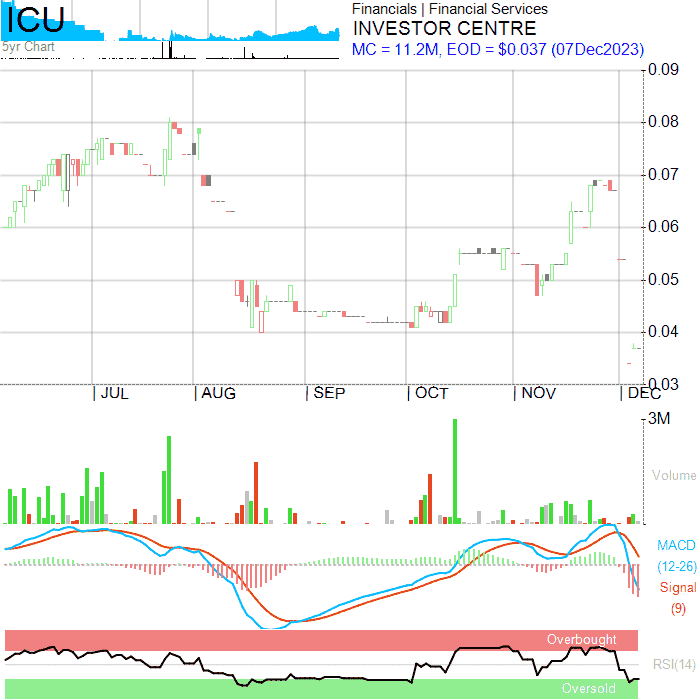 ICU
5yr Chart
Financials | Financial Services
INVESTOR CENTRE
MC = 11.2M, EOD = $0.037 (07Dec2023)
0.09
0.08
0.07
0.06
0.05
0.04
0.03
JUL
AUG
SEP
OCT
NOV
DEC
3M
Volume
MACD
(12-26)
Signal
(9)
Overbought
RSI(14)
Oversold